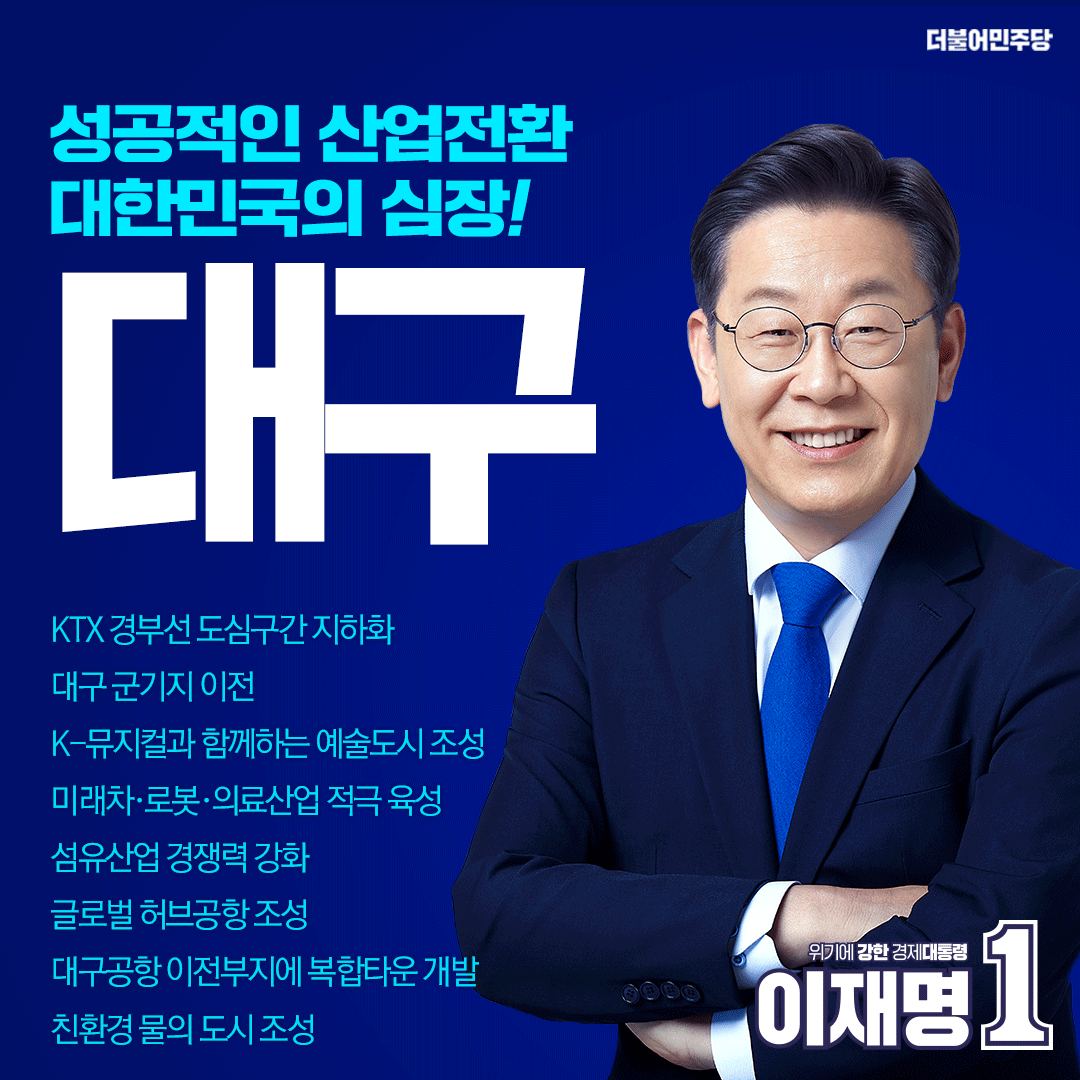 더불어민주당
성공적인 산업전환
대한민국의 심장!
대구
KTX 경부선 도심구간 지하화
대구 군기지 이전
K-뮤지컬과 함께하는 예술도시 조성
미래차·로봇·의료산업 적극 육성
섬유산업 경쟁력 강화
글로벌 허브공항 조성
대구공항 이전부지에 복합타운 개발
친환경 물의 도시 조성
위기에 강한 경제대통령
이재명 1